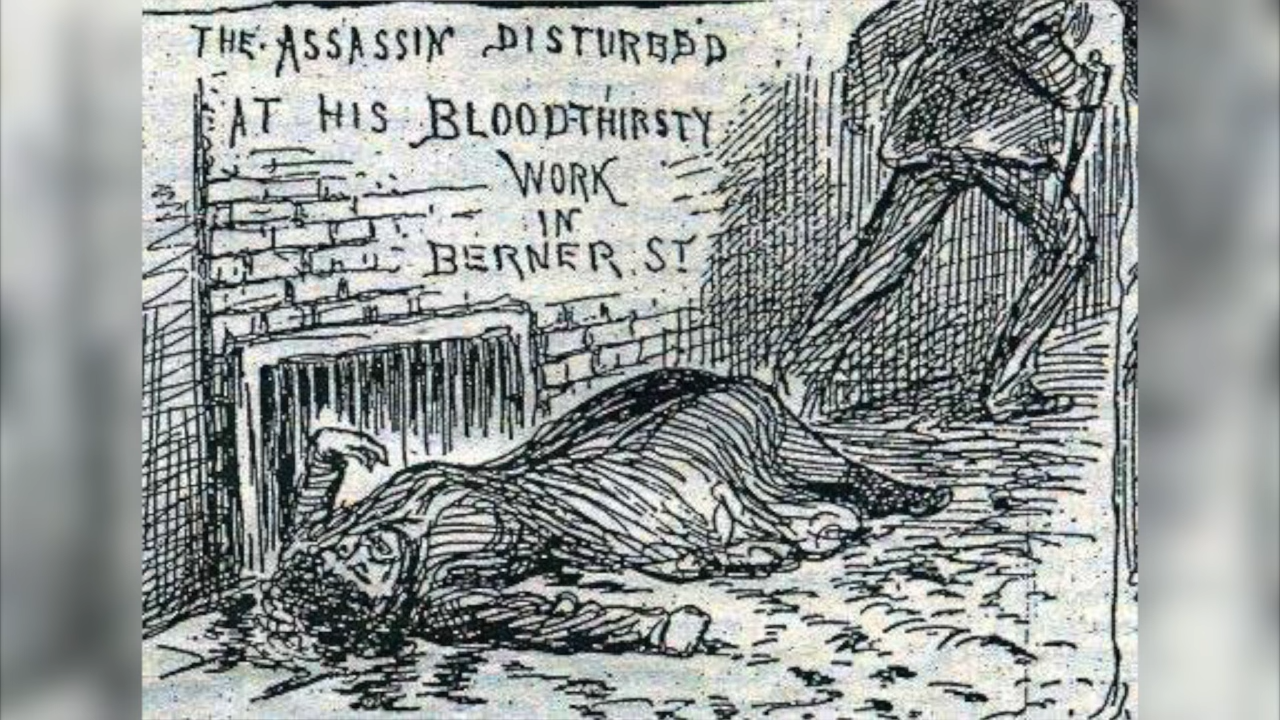 THE ASSASSIN DISTURBED
AT HIS BLOODTHIRSTY
WORK
IN
BERNER. ST